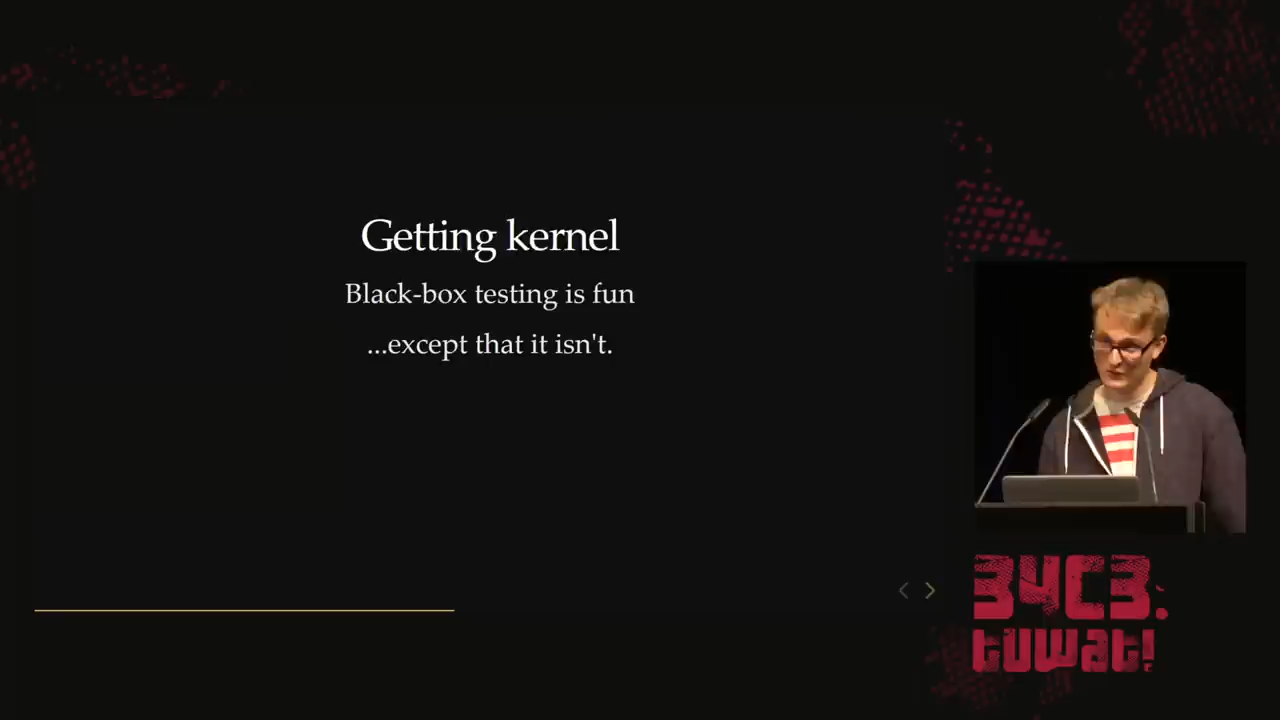 Getting kernel
Black-box testing is fun
...except that it isn't.
34C3.
tuwat!